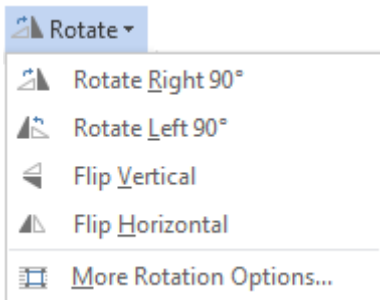 Rotate
Rotate Right 90°
Rotate Left 90°
Flip Vertical
Flip Horizontal
More Rotation Options...